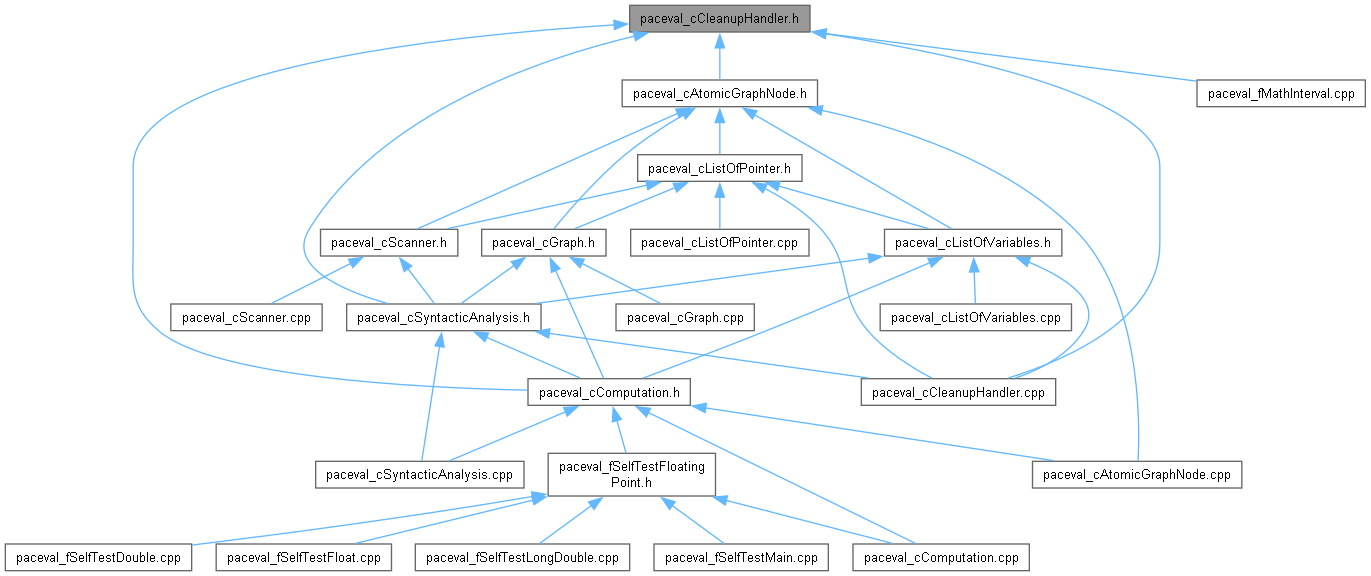 paceval_cCleanupHandler.h
paceval_cAtomicGraphNode.h
paceval_fMathInterval.cpp
paceval_cListOfPointer.h
paceval_cScanner.h
paceval_cGraph.h
paceval_cListOfPointer.cpp
paceval_cListOfVariables.h
paceval_cScanner.cpp
paceval_cSyntacticAnalysis.h
paceval_cGraph.cpp
paceval_cListOfVariables.cpp
paceval_cComputation.h
paceval_cCleanupHandler.cpp
paceval_cSyntacticAnalysis.cpp
paceval_fSelfTestFloating
Point.h
paceval_cAtomicGraphNode.cpp
paceval_fSelfTestDouble.cpp
paceval_fSelfTestFloat.cpp
paceval_fSelfTestLongDouble.cpp
paceval_fSelfTestMain.cpp
paceval_cComputation.cpp